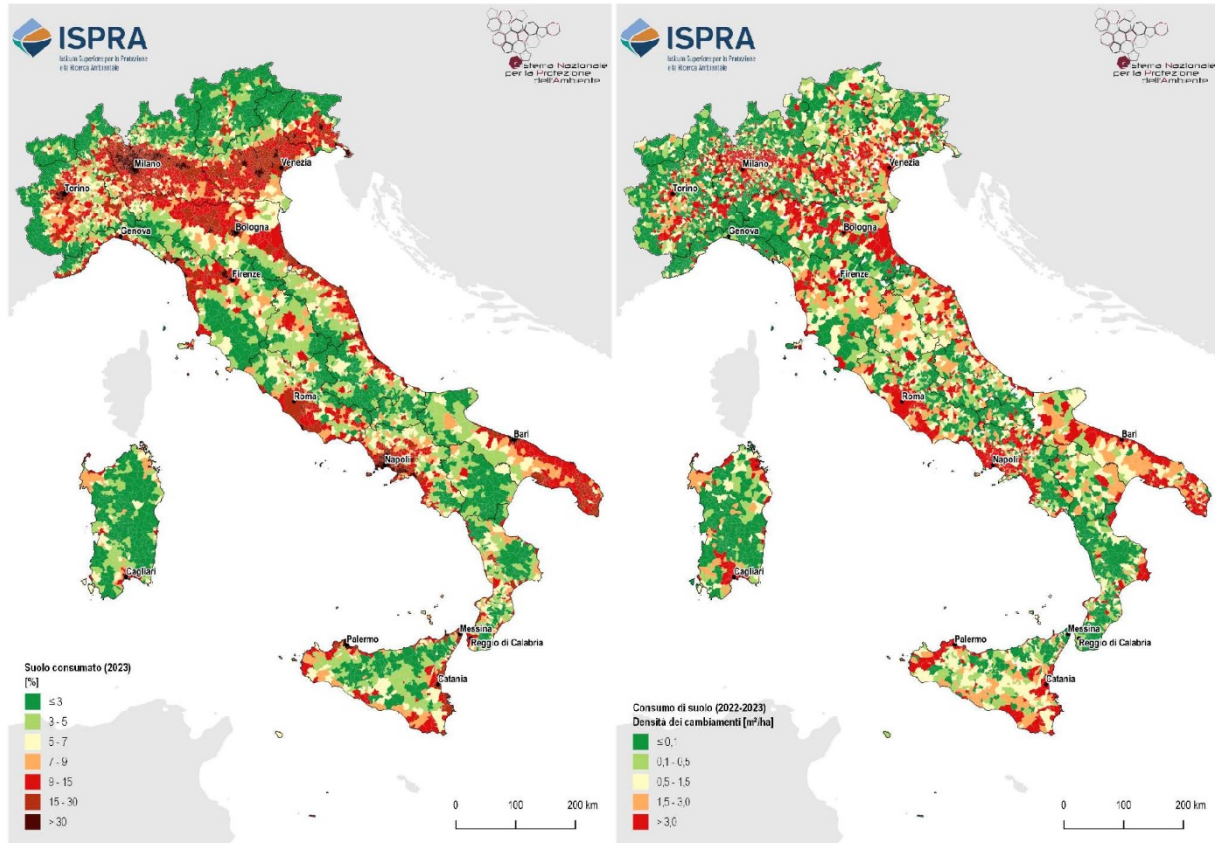 ISPRA
Istituto Superiore per la Protezione
e la Ricerca Ambientale
Sistema Nazionale
per la Protezione
dell'Ambiente
Milano
Venezia
Torino
Genova
Bologna
Firenze
Roma
Bari
Napoli
Cagliari
Messina
Palermo
Reggio di Calabria
Catania
Suolo consumato (2023)
[%]
≤ 3
3 - 5
5 - 7
7 - 9
9 - 15
15 - 30
> 30
0 100 200 km
ISPRA
Istituto Superiore per la Protezione
e la Ricerca Ambientale
Sistema Nazionale
per la Protezione
dell'Ambiente
Milano
Venezia
Torino
Genova
Bologna
Firenze
Roma
Bari
Napoli
Cagliari
Messina
Palermo
Reggio di Calabria
Catania
Consumo di suolo (2022-2023)
Densità dei cambiamenti [m²/ha]
≤ 0,1
0,1 - 0,5
0,5 - 1,5
1,5 - 3,0
> 3,0
0 100 200 km